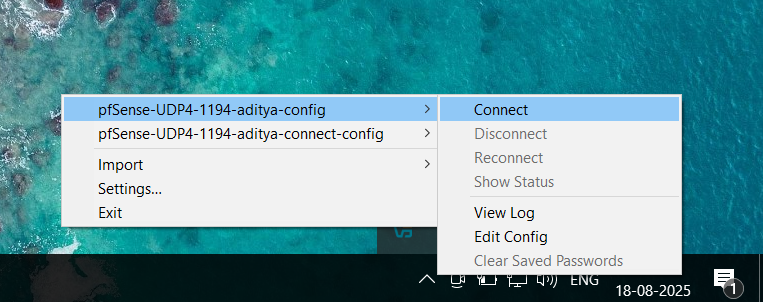 pfSense-UDP4-1194-aditya-config
pfSense-UDP4-1194-aditya-connect-config
Import
Settings...
Exit
Connect
Disconnect
Reconnect
Show Status
View Log
Edit Config
Clear Saved Passwords
ENG
18-08-2025
1